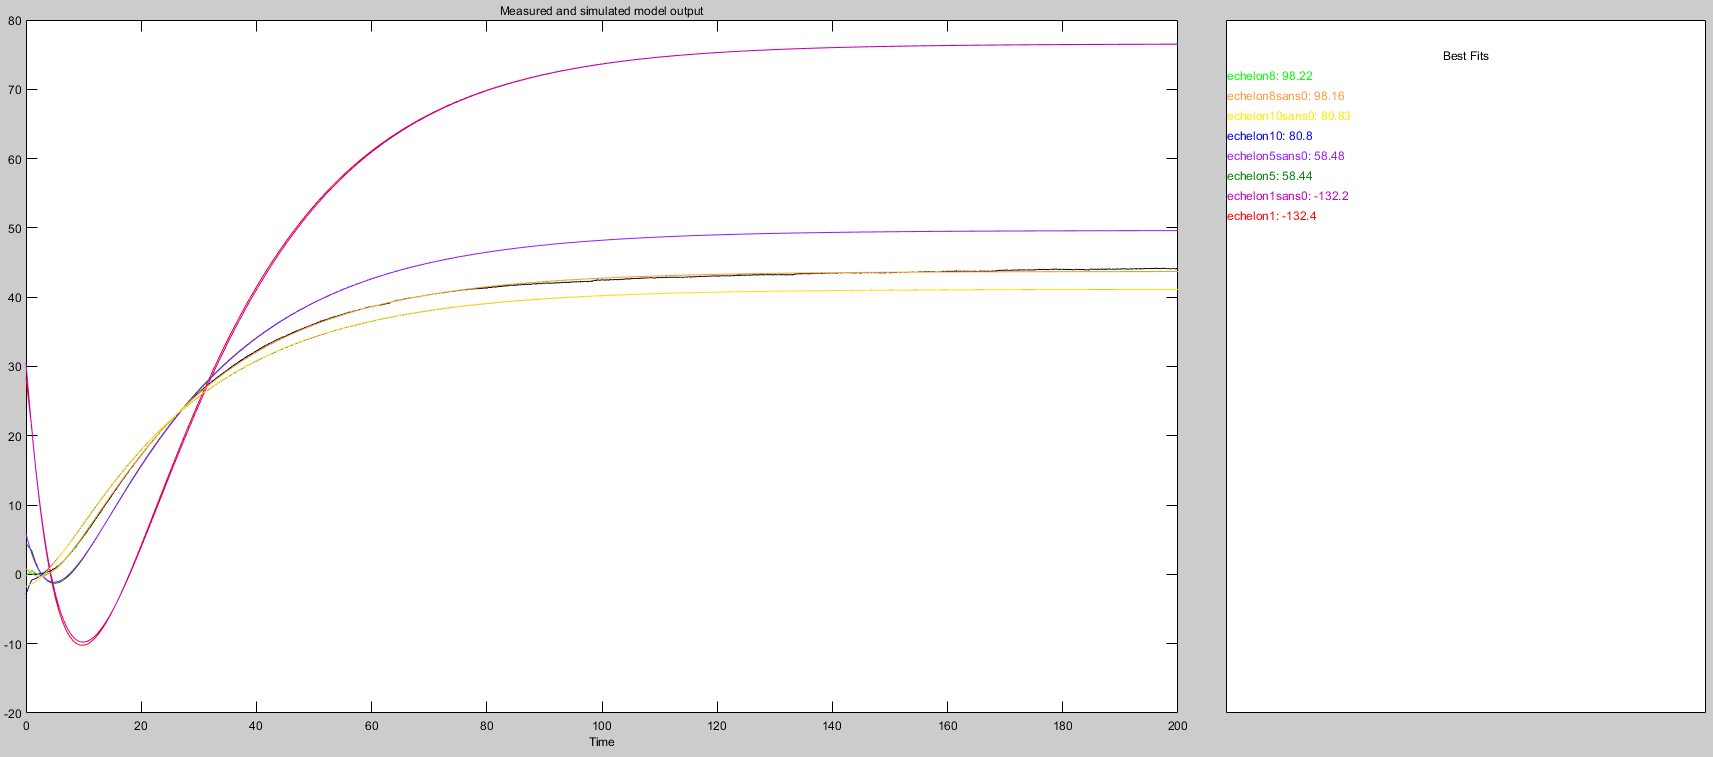 Measured and simulated model output
80
70
60
50
40
30
20
10
0
-10
-20
0 20 40 60 80 100 120 140 160 180 200
Time
Best Fits
echelon8: 98.22
echelon8sans0: 98.16
echelon10sans0: 80.83
echelon10: 80.8
echelon5sans0: 58.48
echelon5: 58.44
echelon1sans0: -132.2
echelon1: -132.4